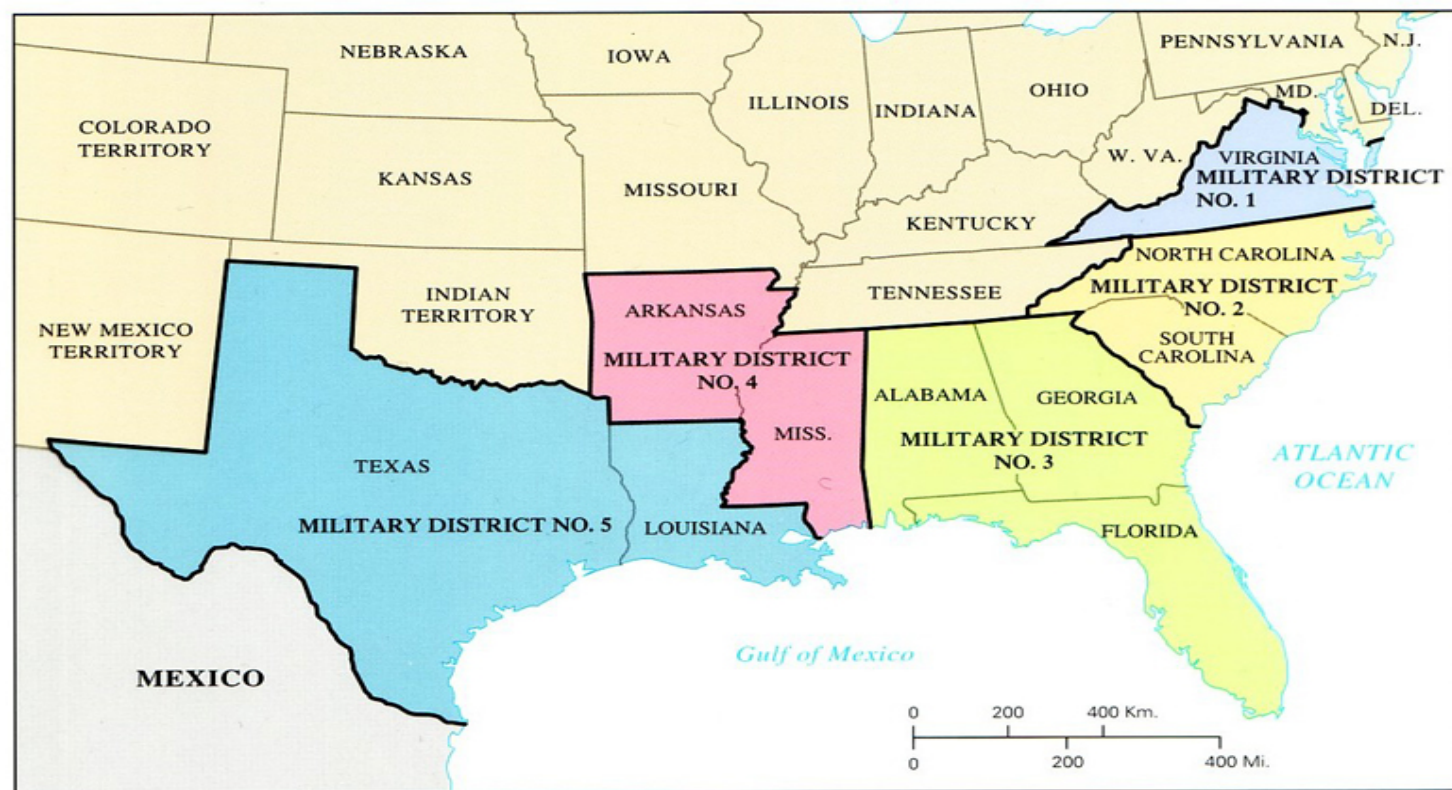 NEBRASKA
IOWA
ILLINOIS
INDIANA
OHIO
PENNSYLVANIA
N.J.
MD.
DEL.
COLORADO
TERRITORY
KANSAS
MISSOURI
W. VA.
VIRGINIA
MILITARY DISTRICT
NO. 1
KENTUCKY
NORTH CAROLINA
MILITARY DISTRICT
NO. 2
SOUTH
CAROLINA
TENNESSEE
INDIAN
TERRITORY
ARKANSAS
MILITARY DISTRICT
NO. 4
MISS.
NEW MEXICO
TERRITORY
ALABAMA
GEORGIA
MILITARY DISTRICT
NO. 3
FLORIDA
ATLANTIC
OCEAN
TEXAS
MILITARY DISTRICT NO. 5
LOUISIANA
Gulf of Mexico
MEXICO
0 200 400 Km.
0 200 400 Mi.